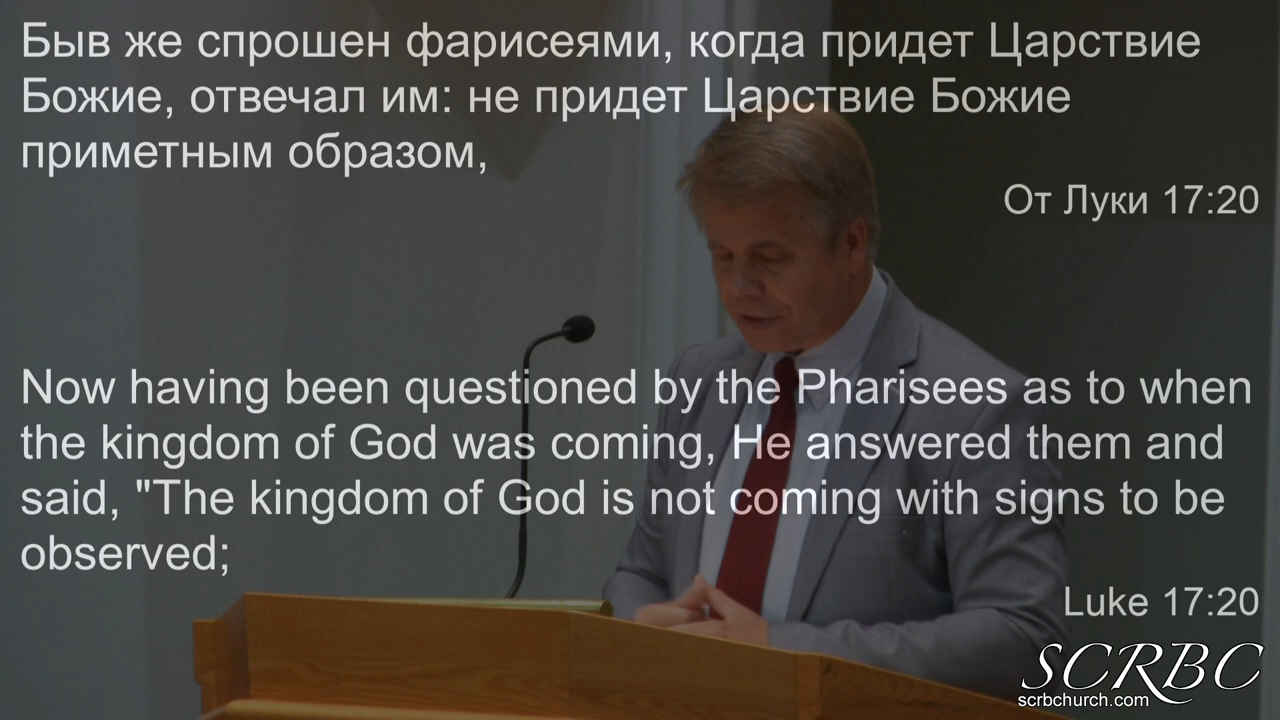 Быв же спрошен фарисеями, когда придет Царствие
Божие, отвечал им: не придет Царствие Божие
приметным образом,
От Луки 17:20
Now having been questioned by the Pharisees as to when
the kingdom of God was coming, He answered them and
said, "The kingdom of God is not coming with signs to be
observed;
Luke 17:20
SCRBC
scrbchurch.com